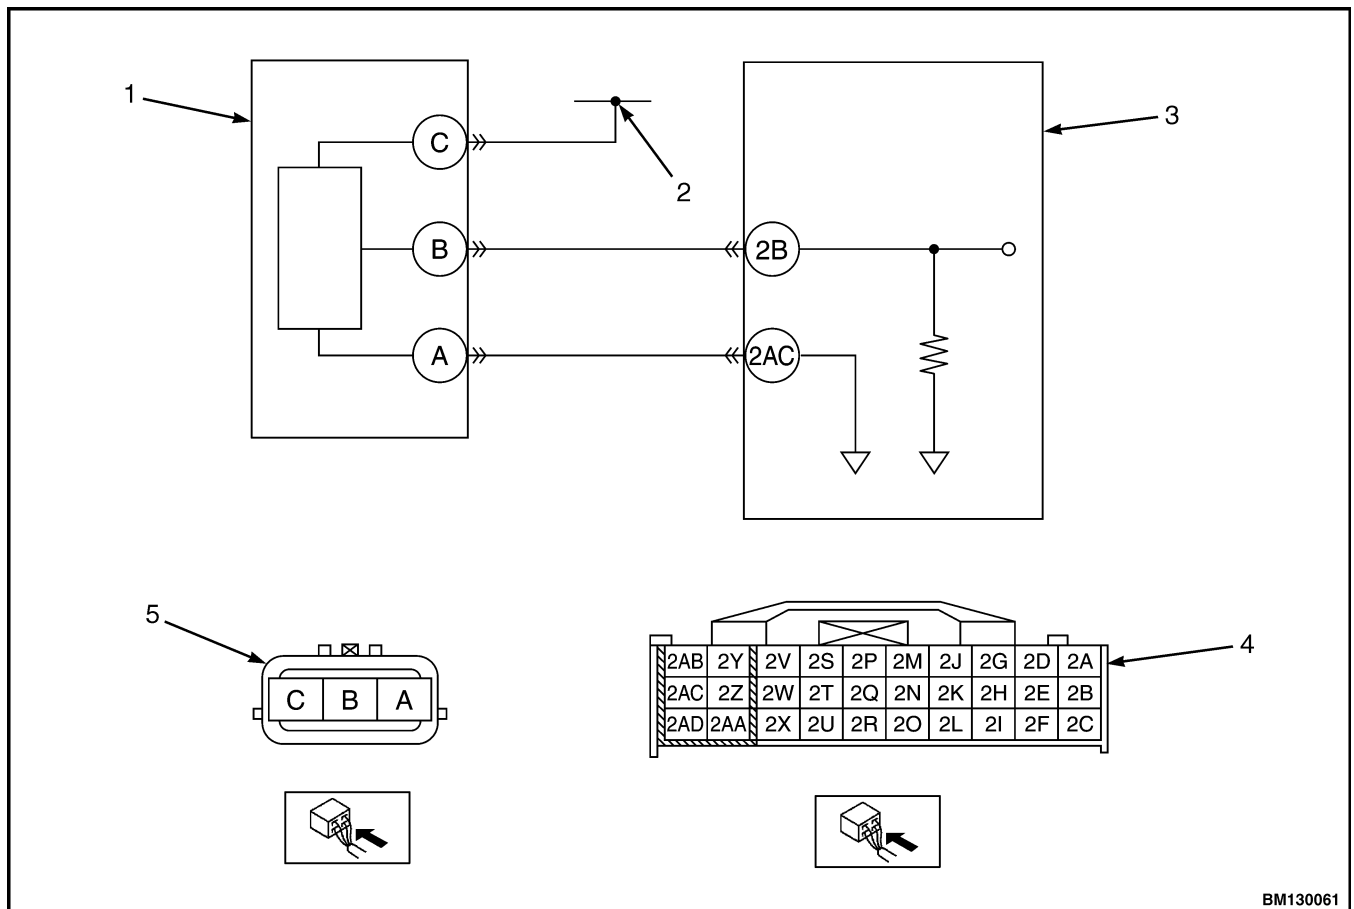 1
C
2
3
B
2B
A
2AC
5
4
C B A
2AB 2Y 2V 2S 2P 2M 2J 2G 2D 2A
2AC 2Z 2W 2T 2Q 2N 2K 2H 2E 2B
2AD 2AA 2X 2U 2R 2O 2L 2I 2F 2C
BM130061